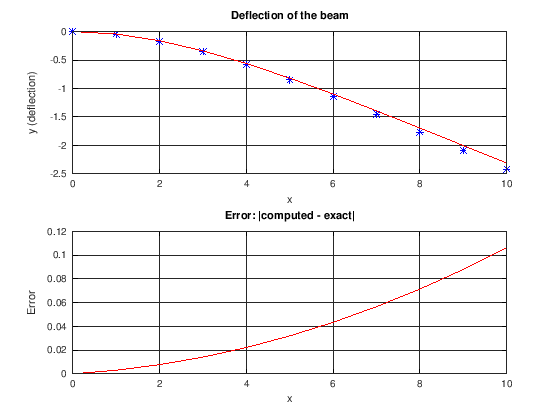 Deflection of the beam
0
-0.5
-1
-1.5
-2
-2.5
y (deflection)
0 2 4 6 8 10
x
Error: |computed - exact|
0.12
0.1
0.08
0.06
0.04
0.02
0
Error
0 2 4 6 8 10
x